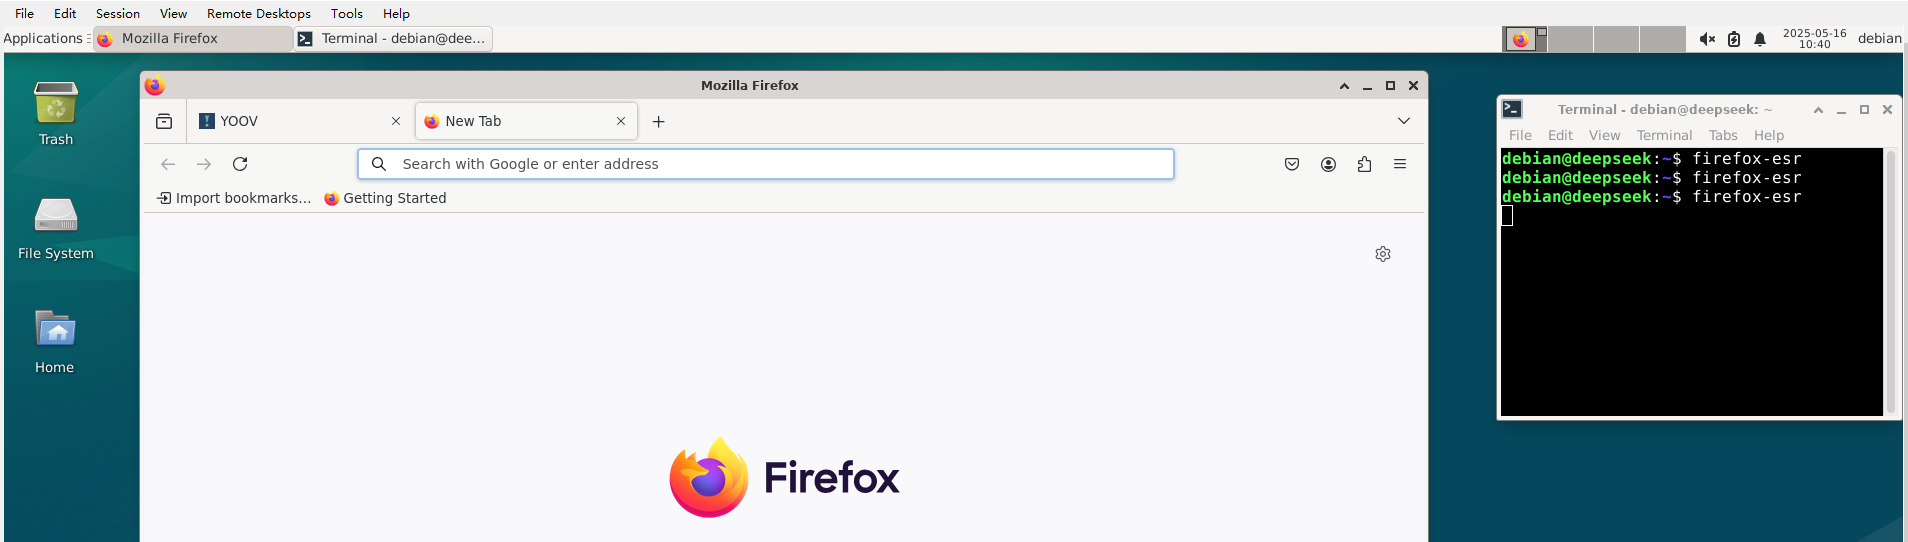 File Edit Session View Remote Desktops Tools Help
Applications Mozilla Firefox Terminal - debian@dee... 2025-05-16
10:40 debian
Mozilla Firefox
YOOV New Tab
Search with Google or enter address
Import bookmarks... Getting Started
Firefox
Trash
File System
Home
Terminal - debian@deepseek: ~
File Edit View Terminal Tabs Help
debian@deepseek:~$ firefox-esr
debian@deepseek:~$ firefox-esr
debian@deepseek:~$ firefox-esr